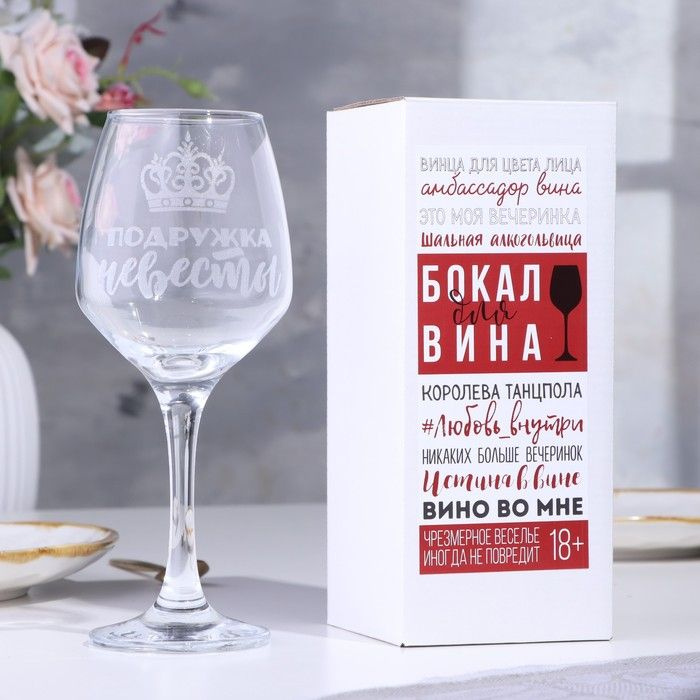 ПОДРУЖКА
невесты
ВИНЦА ДЛЯ ЦВЕТА ЛИЦА
амбассадор вина
ЭТО МОЯ ВЕЧЕРИНКА
Шальная алкогольвица
БОКАЛ
для
ВИНА
КОРОЛЕВА ТАНЦПОЛА
#Любовь_внутри
НИКАКИХ БОЛЬШЕ ВЕЧЕРИНОК
Истина в вине
ВИНО ВО МНЕ
ЧРЕЗМЕРНОЕ ВЕСЕЛЬЕ
ИНОГДА НЕ ПОВРЕДИТ 18+